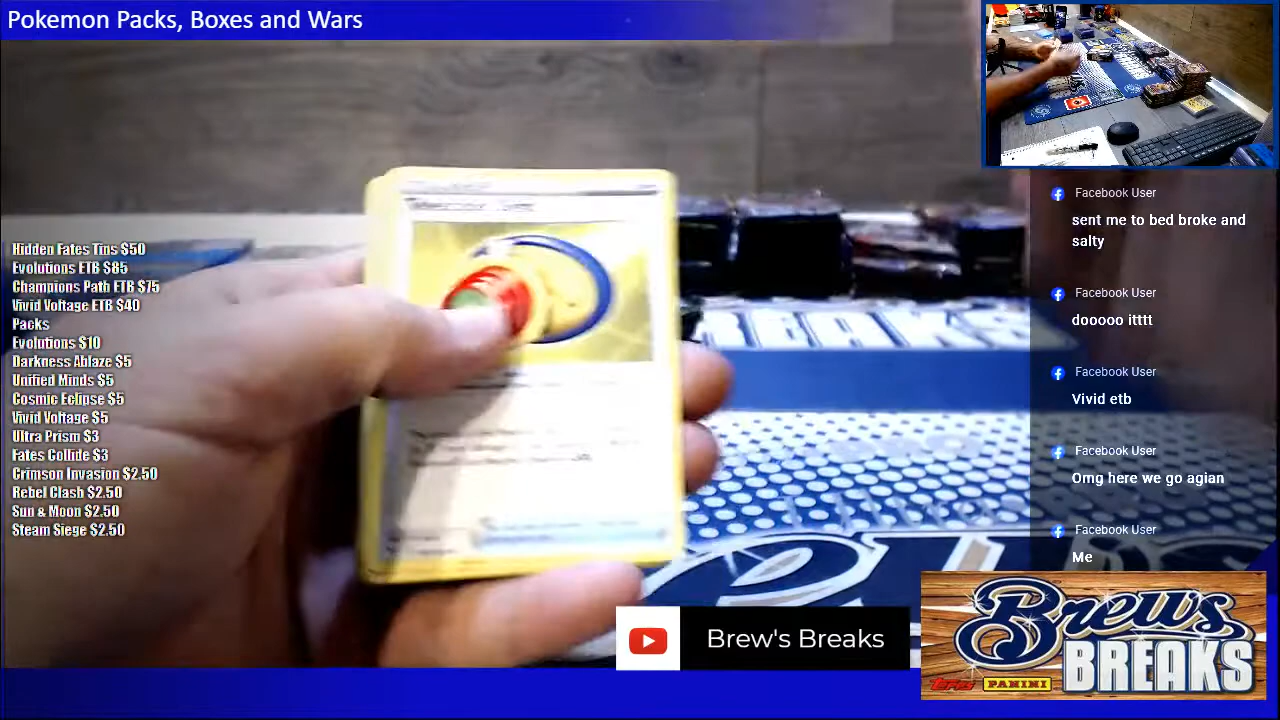 Pokemon Packs, Boxes and Wars
Hidden Fates Tins $50
Evolutions ETB $85
Champions Path ETB $75
Vivid Voltage ETB $40
Packs
Evolutions $10
Darkness Ablaze $5
Unified Minds $5
Cosmic Eclipse $5
Vivid Voltage $5
Ultra Prism $3
Fates Collide $3
Crimson Invasion $2.50
Rebel Clash $2.50
Sun & Moon $2.50
Steam Siege $2.50
Facebook User
sent me to bed broke and
salty
Facebook User
dooooo itttt
Facebook User
Vivid etb
Facebook User
Omg here we go agian
Facebook User
Me
BREAKS
Brew's Breaks
Brew's
BREAKS
Topps PANINI